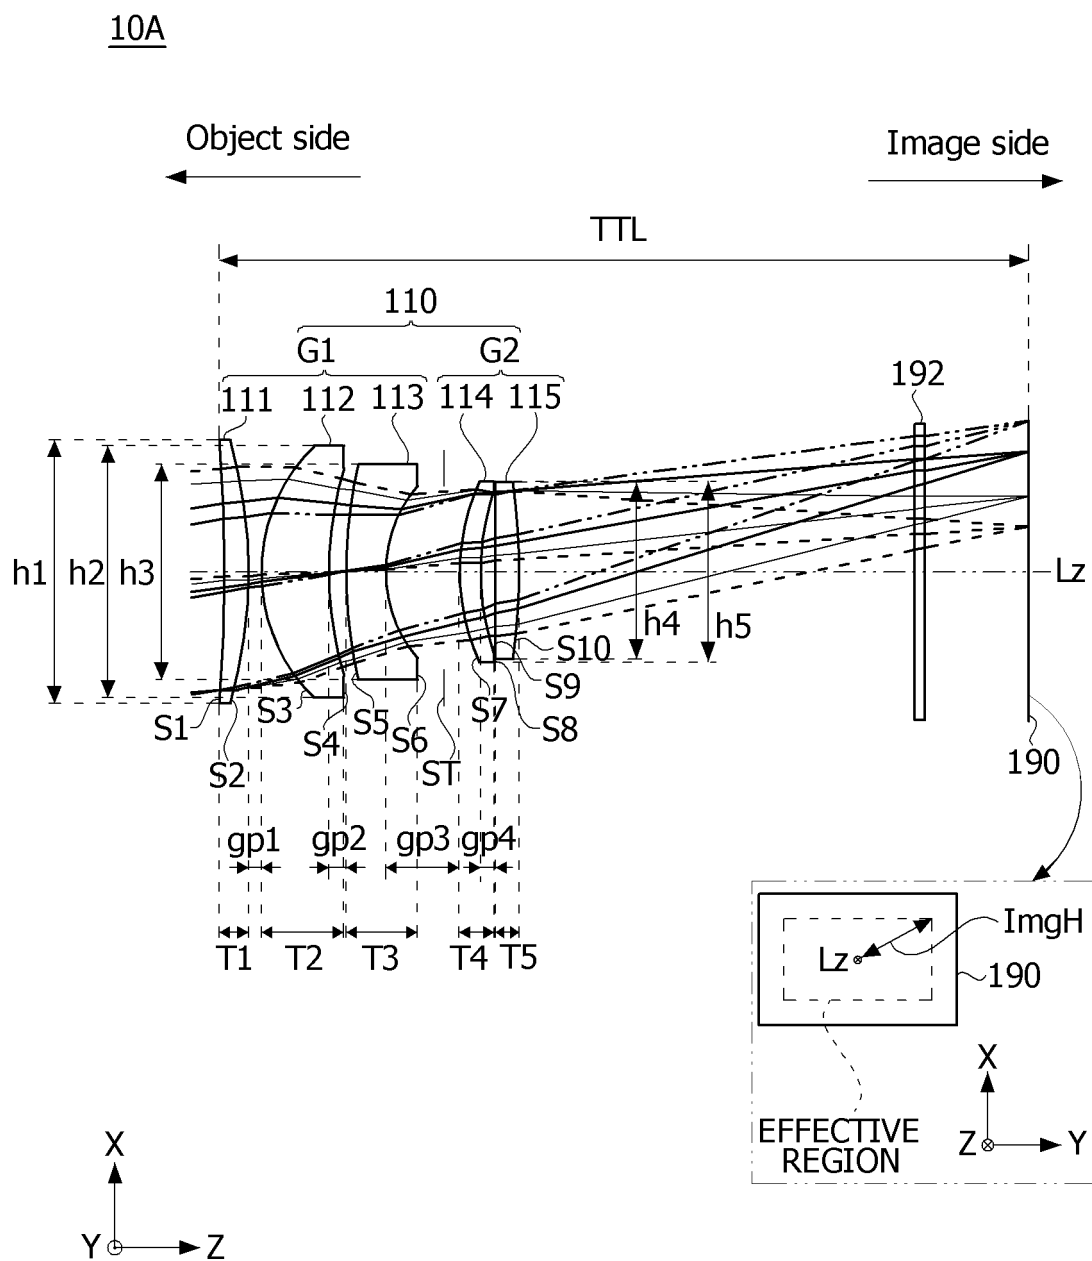 10A
Object side
Image side
TTL
110
G1 G2
111 112 113 114 115 192
h1 h2 h3 h4 h5 Lz
S1 S2 S3 S4 S5 S6 ST S7 S8 S9 S10
190
gp1 gp2 gp3 gp4
T1 T2 T3 T4 T5
ImgH
Lz
190
EFFECTIVE
REGION
X
Z Y
X
Y Z